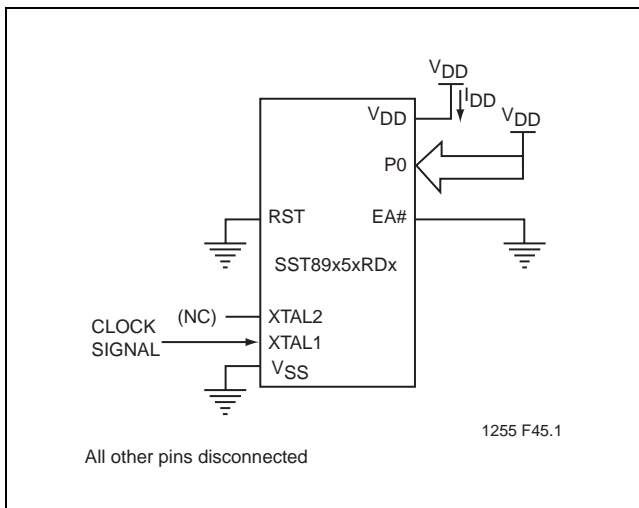 VDD
IDD
VDD
VDD
P0
RST
EA#
SST89x5xRDx
(NC)
XTAL2
CLOCK
SIGNAL
XTAL1
VSS
1255 F45.1
All other pins disconnected